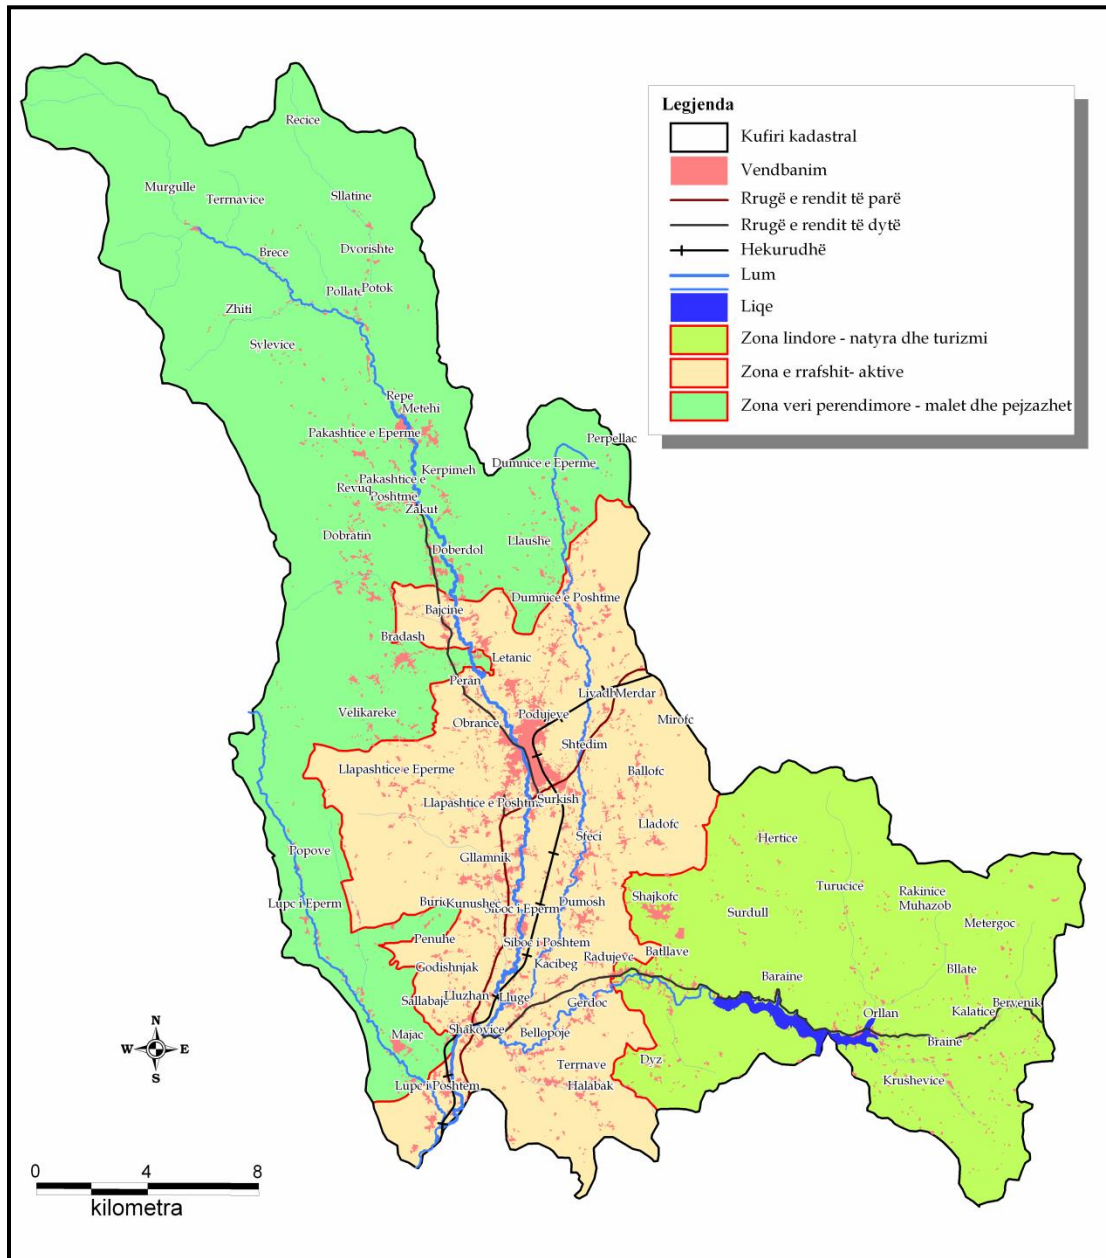 Legjenda
Kufiri kadastral
Vendbanim
Rrugë e rendit të parë
Rrugë e rendit të dytë
Hekurudhë
Lum
Liqe
Zona lindore - natyra dhe turizmi
Zona e rrafshit- aktive
Zona veri perendimore - malet dhe pejzazhet
Recice
Murgulle
Terrnavice
Sllatine
Brece
Dvorishte
Pollate
Potok
Zhiti
Sylevice
Repe
Metehi
Pakashtice e Eperme
Perpellac
Dumnice e Eperme
Kerpimeh
Pakashtice e
Poshtme
Revuq
Zakut
Dobratin
Llaushe
Doberdol
Dumnice e Poshtme
Bajcine
Bradash
Letanic
Peran
Livadh
Merdar
Velikareke
Obrance
Podujeve
Mirofc
Shtedim
Llapashtice e Eperme
Ballofc
Llapashtice e Poshtme
Surkish
Lladofc
Sfeci
Hertice
Popove
Gllamnik
Turucice
Rakinice
Muhazob
Lupc i Eperm
Kunushec
Siboc i Eperm
Dumosh
Shajkofc
Surdull
Metergoc
Penuhe
Siboc i Poshtem
Batllave
Godishnjak
Kacibeg
Radujeve
Baraine
Bllate
Sallabaje
Lluzhan
Lluge
Gerdoc
Orllan
Kalatice
Bervenik
Majac
Shakovice
Bellopoje
Braine
Terrnave
Dyz
Krushevice
Lupc i Poshtem
Halabak
N
W
E
S
0
4
8
kilometra